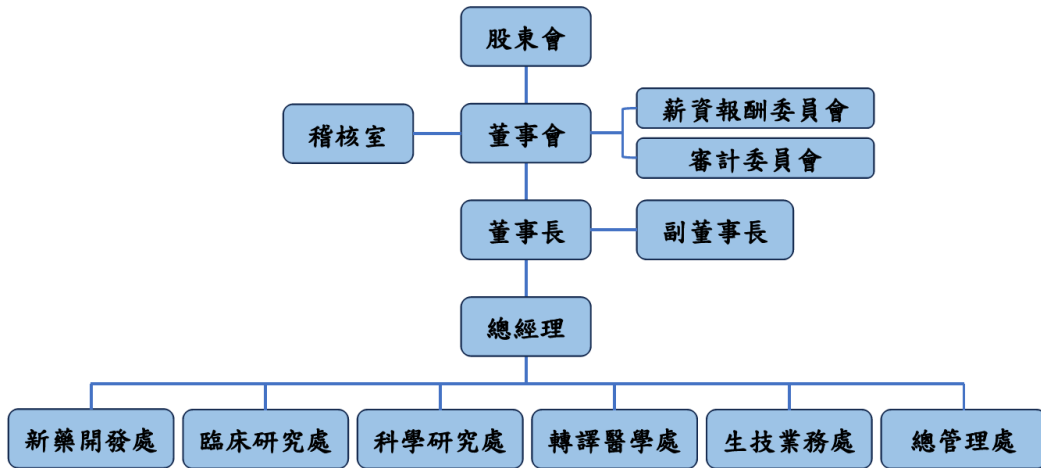 股東會
薪資報酬委員會
稽核室
董事會
審計委員會
董事長
副董事長
總經理
新藥開發處
臨床研究處
科學研究處
轉譯醫學處
生技業務處
總管理處